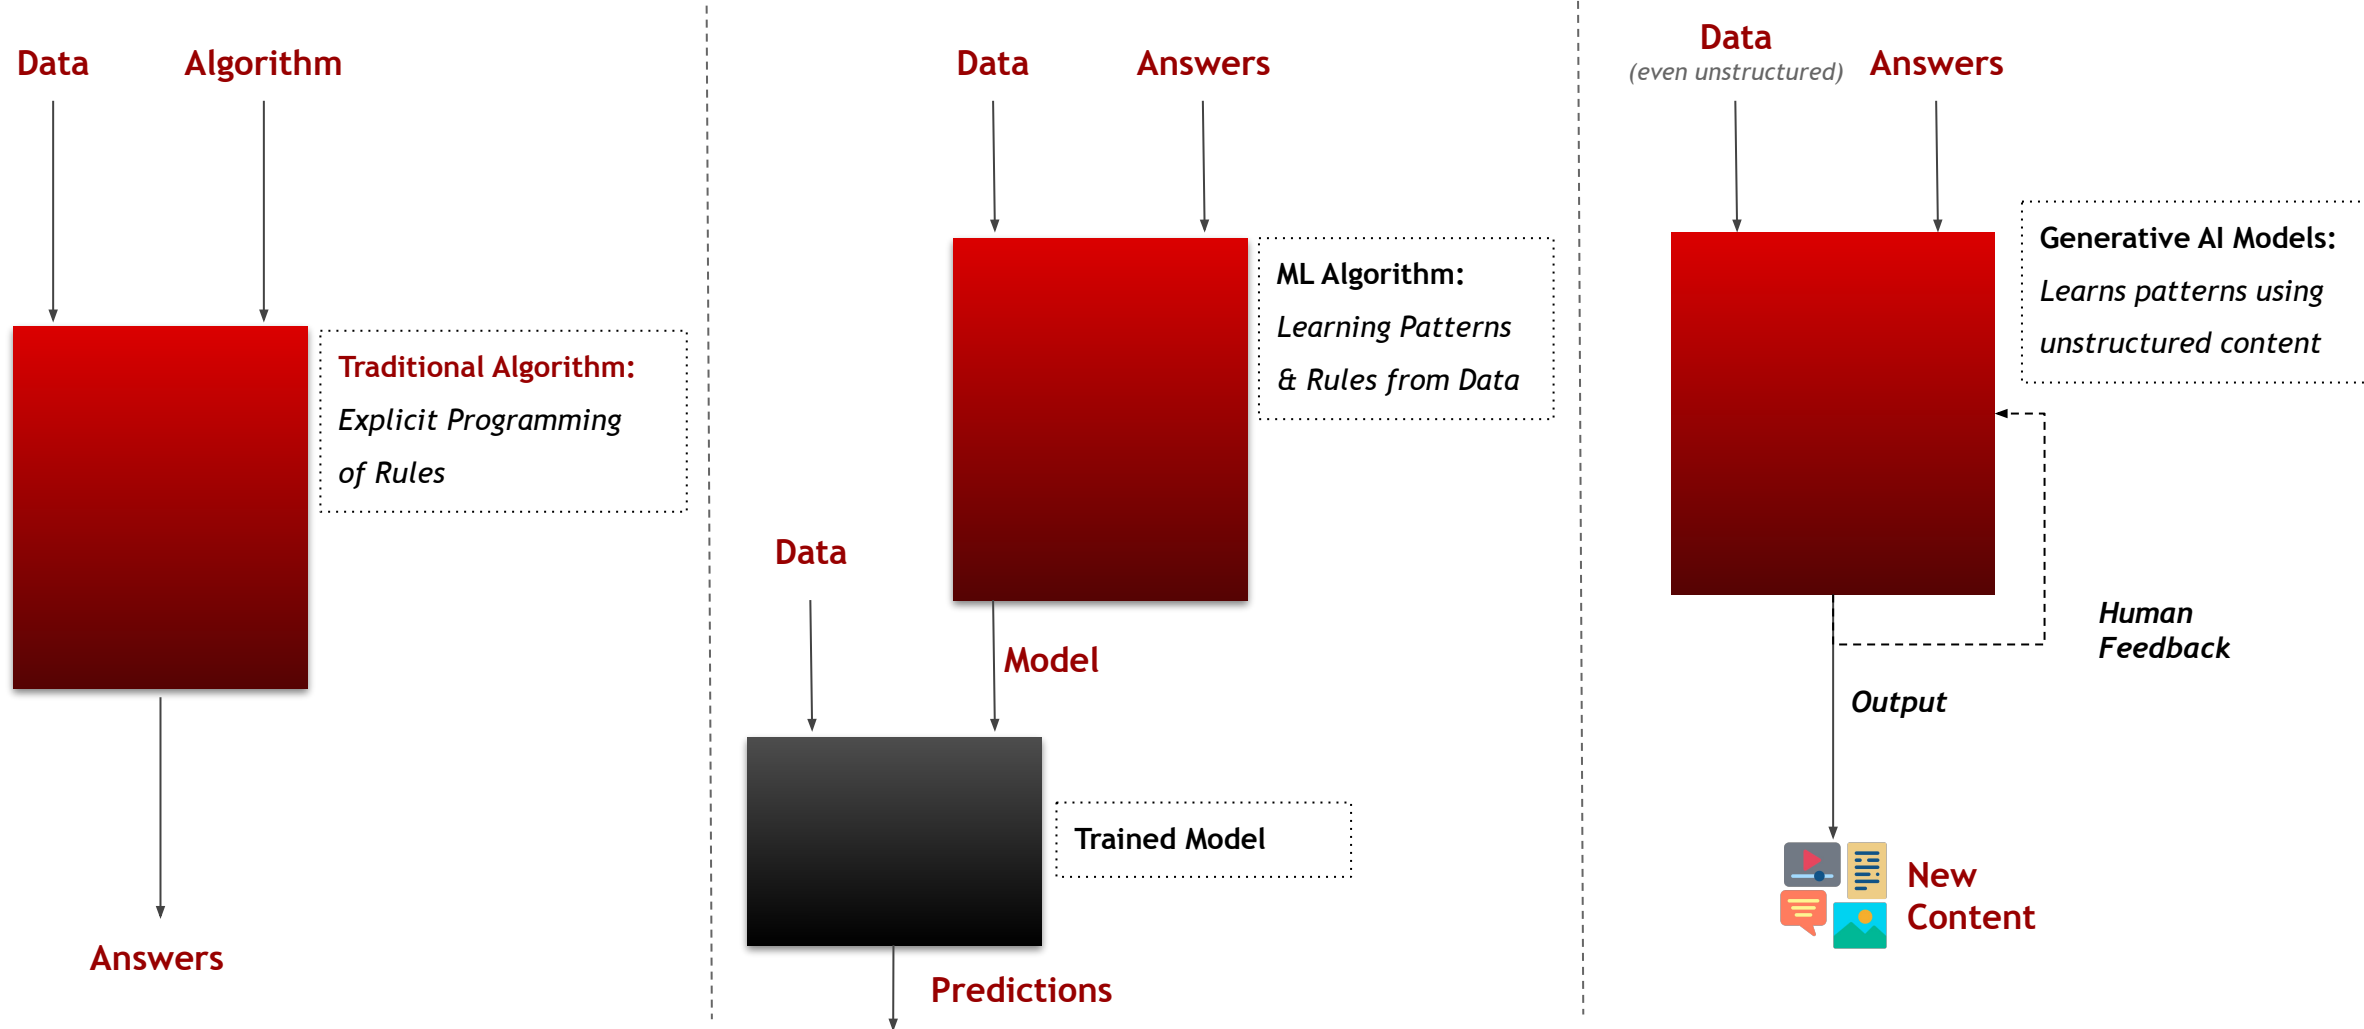 Data
Algorithm
Traditional Algorithm:
Explicit Programming
of Rules
Answers
Data
Answers
ML Algorithm:
Learning Patterns
& Rules from Data
Data
Model
Trained Model
Predictions
Data
(even unstructured)
Answers
Generative AI Models:
Learns patterns using
unstructured content
Human
Feedback
Output
New
Content